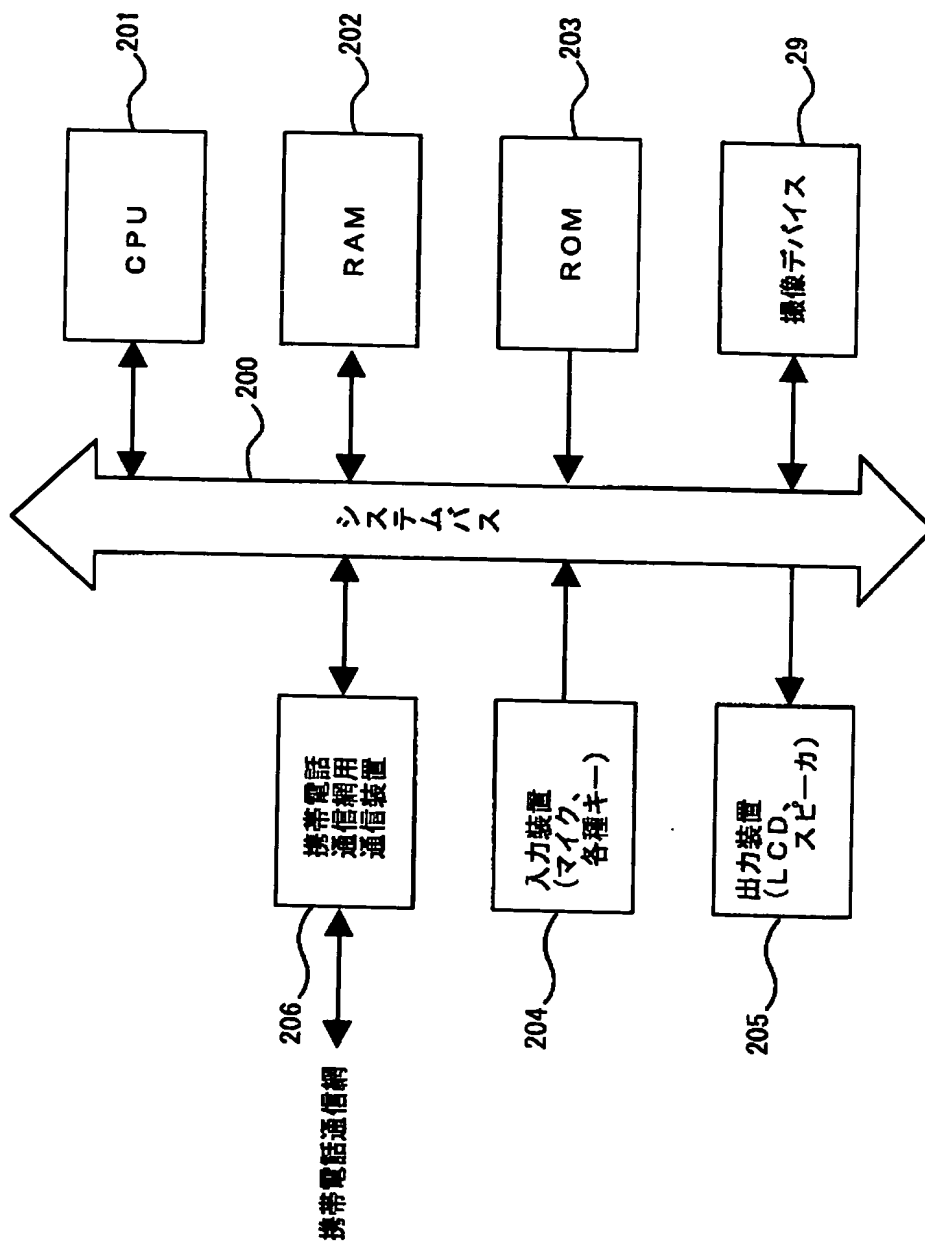 201
CPU
202
RAM
203
ROM
29
撮像デバイス
200
システムバス
携帯電話
通信網用
通信装置
206
携帯電話通信網
入力装置
(マイク、
各種キー)
204
出力装置
(LCD、
スピーカ)
205